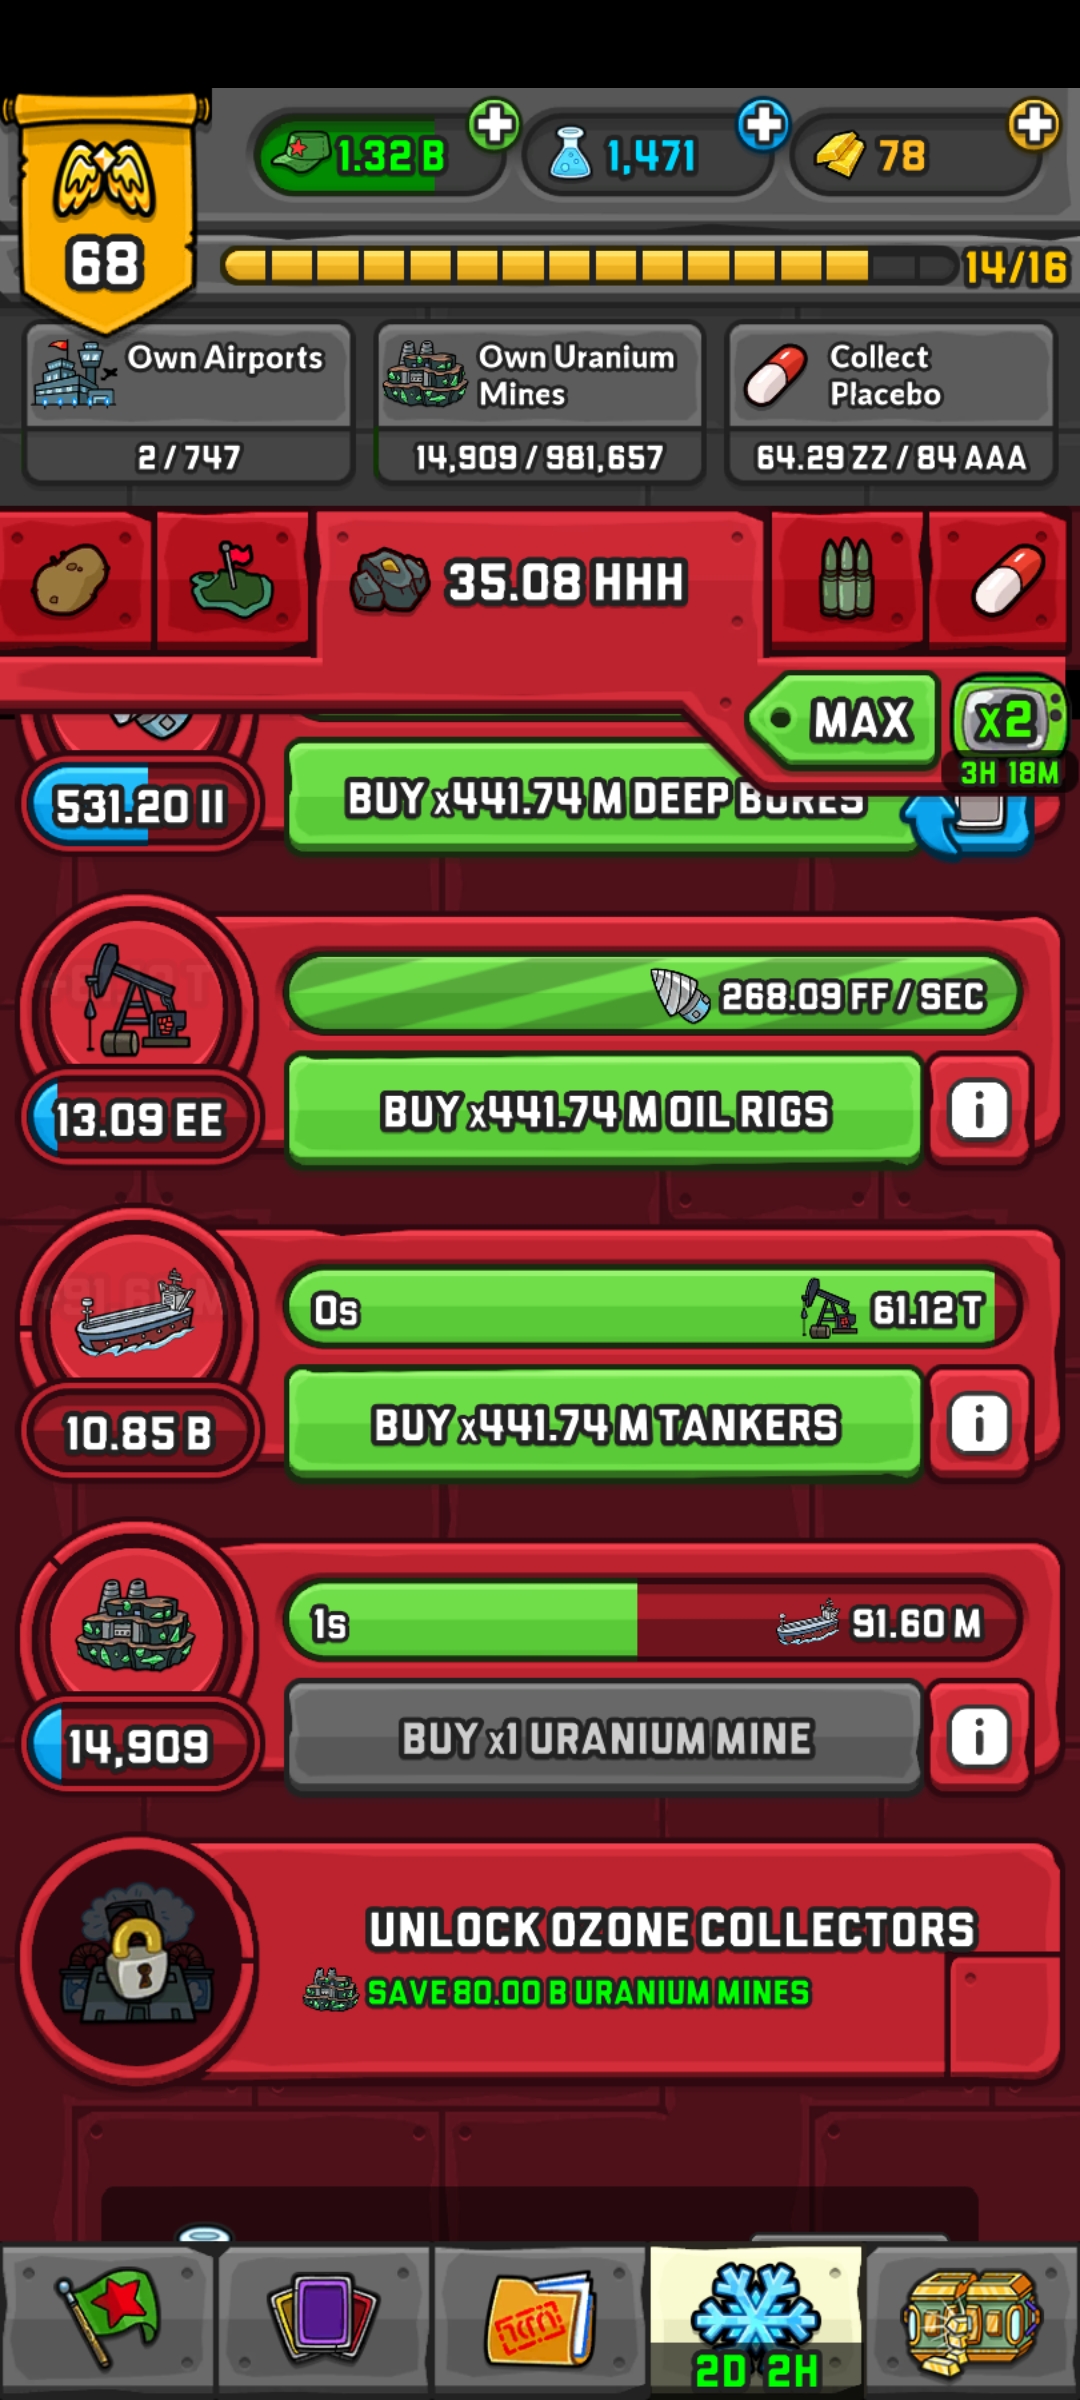 1.32 B
1,471
78
68
14/16
Own Airports
2 / 747
Own Uranium
Mines
14,909 / 981,657
Collect
Placebo
64.29 ZZ / 84 AAA
35.08 HHH
MAX
x2
3H 18M
531.20 II
BUY x441.74 M DEEP BORES
268.09 FF / SEC
13.09 EE
BUY x441.74 M OIL RIGS
0s
61.12 T
10.85 B
BUY x441.74 M TANKERS
1s
91.60 M
14,909
BUY x1 URANIUM MINE
UNLOCK OZONE COLLECTORS
SAVE 80.00 B URANIUM MINES
2D 2H